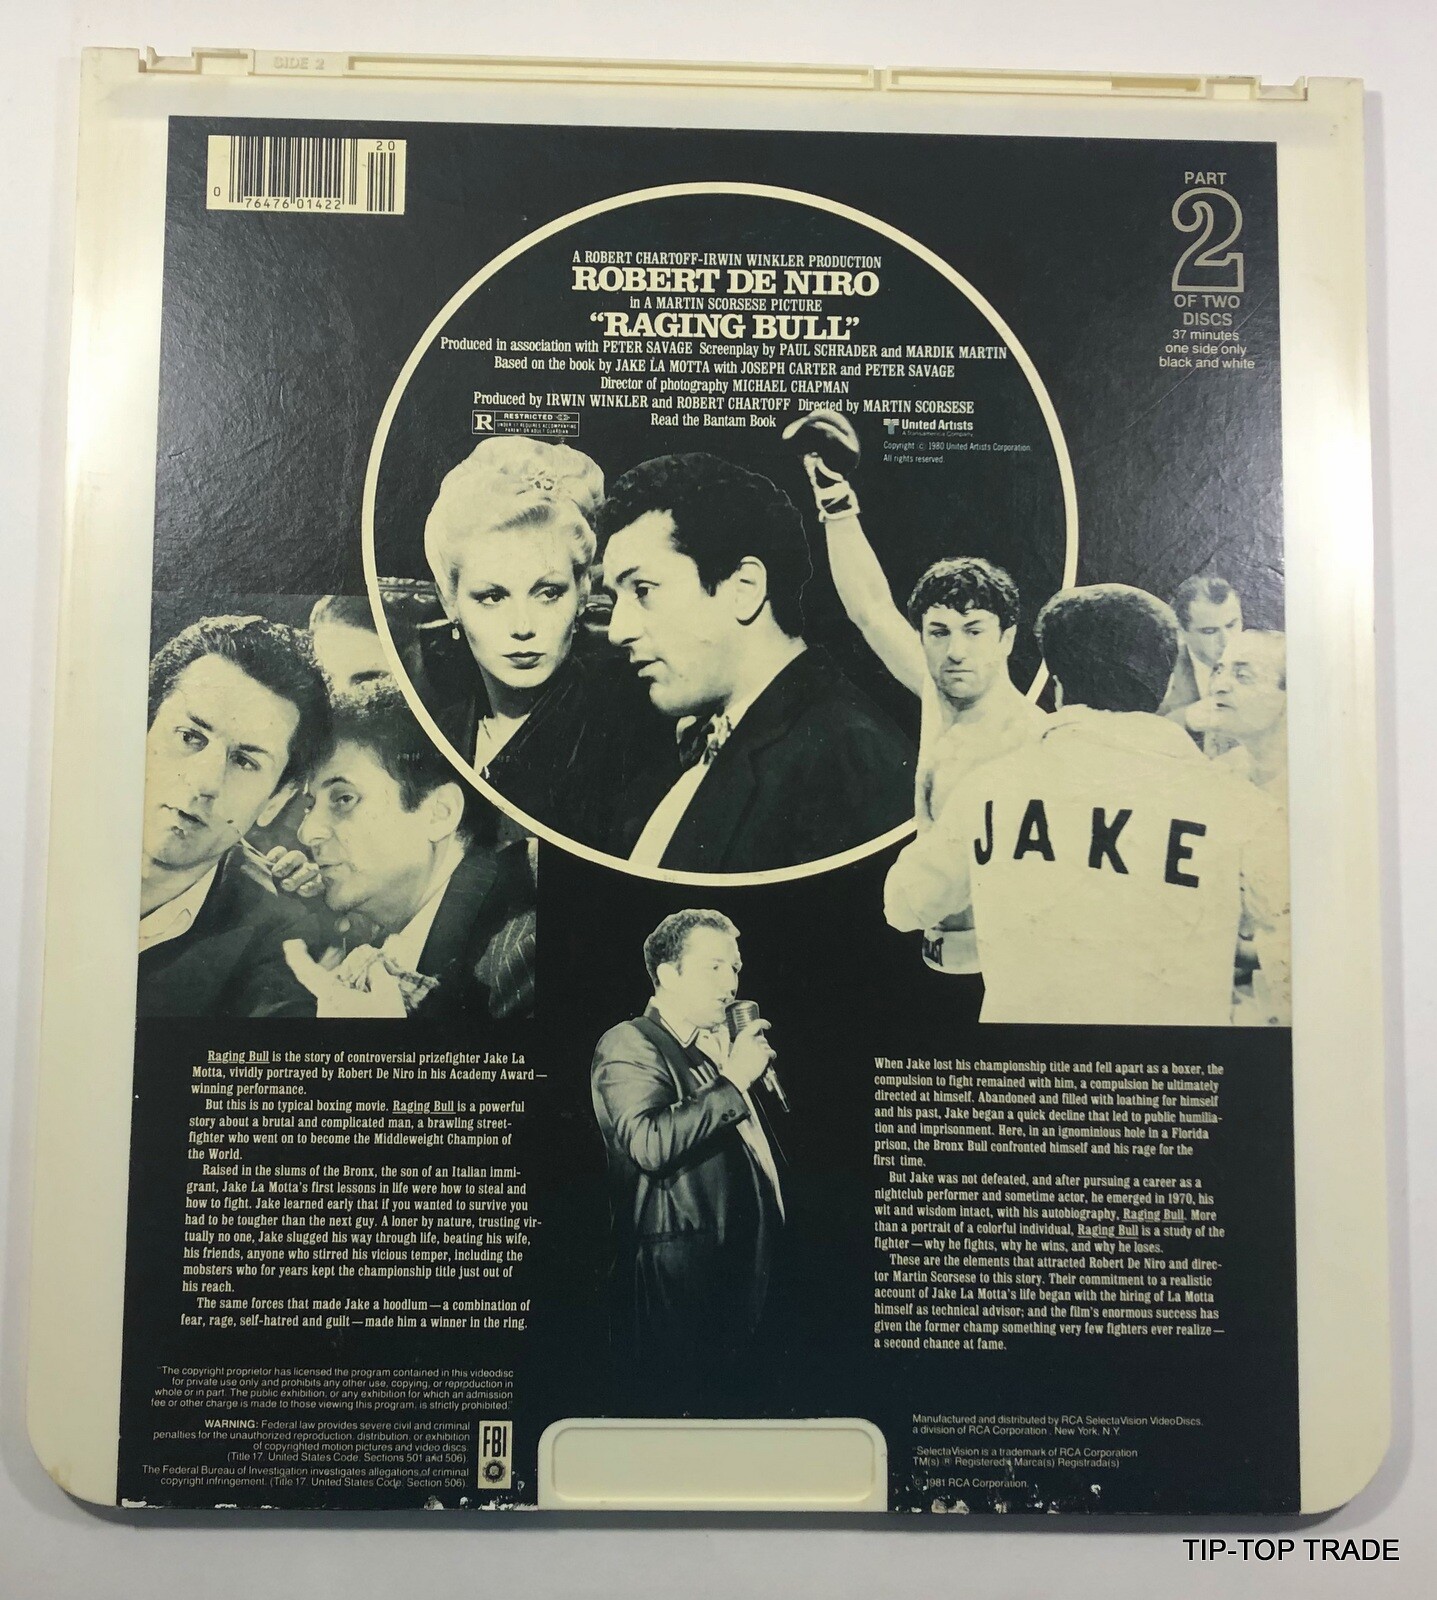 SIDE 2
20
0 76476 01422
PART
2
OF TWO
DISCS
37 minutes
one side only
black and white
A ROBERT CHARTOFF-IRWIN WINKLER PRODUCTION
ROBERT DE NIRO
in A MARTIN SCORSESE PICTURE
“RAGING BULL”
Produced in association with PETER SAVAGE Screenplay by PAUL SCHRADER and MARDIK MARTIN
Based on the book by JAKE LA MOTTA with JOSEPH CARTER and PETER SAVAGE
Director of photography MICHAEL CHAPMAN
Produced by IRWIN WINKLER and ROBERT CHARTOFF Directed by MARTIN SCORSESE
Read the Bantam Book
R RESTRICTED
UNDER 17 REQUIRES ACCOMPANYING
PARENT OR ADULT GUARDIAN
United Artists
A Transamerica Company
Copyright © 1980 United Artists Corporation.
All rights reserved.
JAKE
Raging Bull is the story of controversial prizefighter Jake La
Motta, vividly portrayed by Robert De Niro in his Academy Award—
winning performance.
But this is no typical boxing movie. Raging Bull is a powerful
story about a brutal and complicated man, a brawling street-
fighter who went on to become the Middleweight Champion of
the World.
Raised in the slums of the Bronx, the son of an Italian immi-
grant, Jake La Motta's first lessons in life were how to steal and
how to fight. Jake learned early that if you wanted to survive you
had to be tougher than the next guy. A loner by nature, trusting vir-
tually no one, Jake slugged his way through life, beating his wife,
his friends, anyone who stirred his vicious temper, including the
mobsters who for years kept the championship title just out of
his reach.
The same forces that made Jake a hoodlum—a combination of
fear, rage, self-hatred and guilt—made him a winner in the ring.
When Jake lost his championship title and fell apart as a boxer, the
compulsion to fight remained with him, a compulsion he ultimately
directed at himself. Abandoned and filled with loathing for himself
and his past, Jake began a quick decline that led to public humilia-
tion and imprisonment. Here, in an ignominious hole in a Florida
prison, the Bronx Bull confronted himself and his rage for the
first time.
But Jake was not defeated, and after pursuing a career as a
nightclub performer and sometime actor, he emerged in 1970, his
wit and wisdom intact, with his autobiography, Raging Bull. More
than a portrait of a colorful individual, Raging Bull is a study of the
fighter—why he fights, why he wins, and why he loses.
These are the elements that attracted Robert De Niro and direc-
tor Martin Scorsese to this story. Their commitment to a realistic
account of Jake La Motta's life began with the hiring of La Motta
himself as technical advisor; and the film's enormous success has
given the former champ something very few fighters ever realize—
a second chance at fame.
"The copyright proprietor has licensed the program contained in this videodisc
for private use only and prohibits any other use, copying, or reproduction in
whole or in part. The public exhibition, or any exhibition for which an admission
fee or other charge is made to those viewing this program, is strictly prohibited."
WARNING: Federal law provides severe civil and criminal
penalties for the unauthorized reproduction, distribution, or exhibition
of copyrighted motion pictures and video discs.
(Title 17, United States Code, Sections 501 and 506).
The Federal Bureau of Investigation investigates allegations of criminal
copyright infringement. (Title 17, United States Code, Section 506).
FBI
Manufactured and distributed by RCA SelectaVision VideoDiscs,
a division of RCA Corporation, New York, N.Y.
"SelectaVision is a trademark of RCA Corporation
TM(s) ® Registered Marca(s) Registrada(s)
© 1981 RCA Corporation.
TIP-TOP TRADE